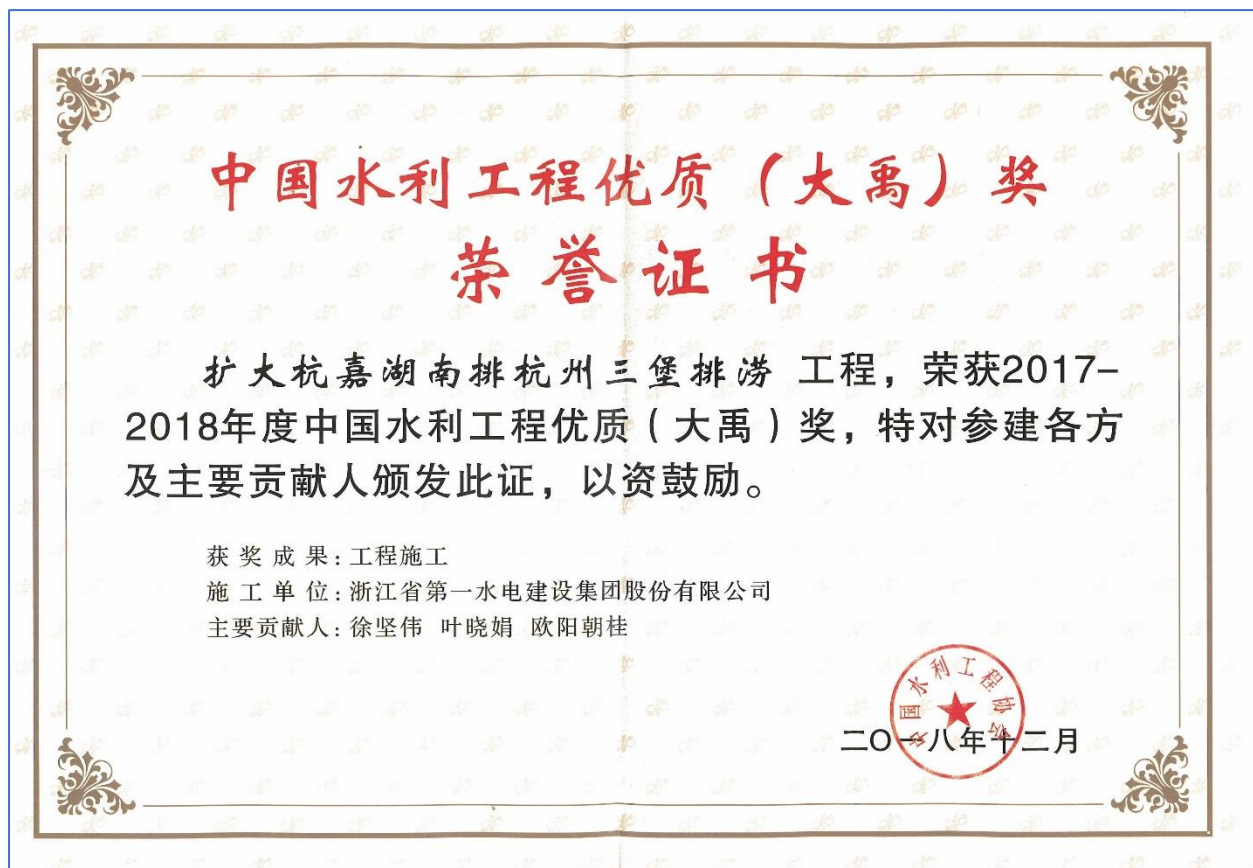 中国水利工程优质（大禹）奖
荣誉证书
扩大杭嘉湖南排杭州三堡排涝 工程，荣获2017-
2018年度中国水利工程优质（大禹）奖，特对参建各方
及主要贡献人颁发此证，以资鼓励。
获奖成果：工程施工
施工单位：浙江省第一水电建设集团股份有限公司
主要贡献人：徐坚伟 叶晓娟 欧阳朝桂
中国水利工程协会
二〇一八年十二月